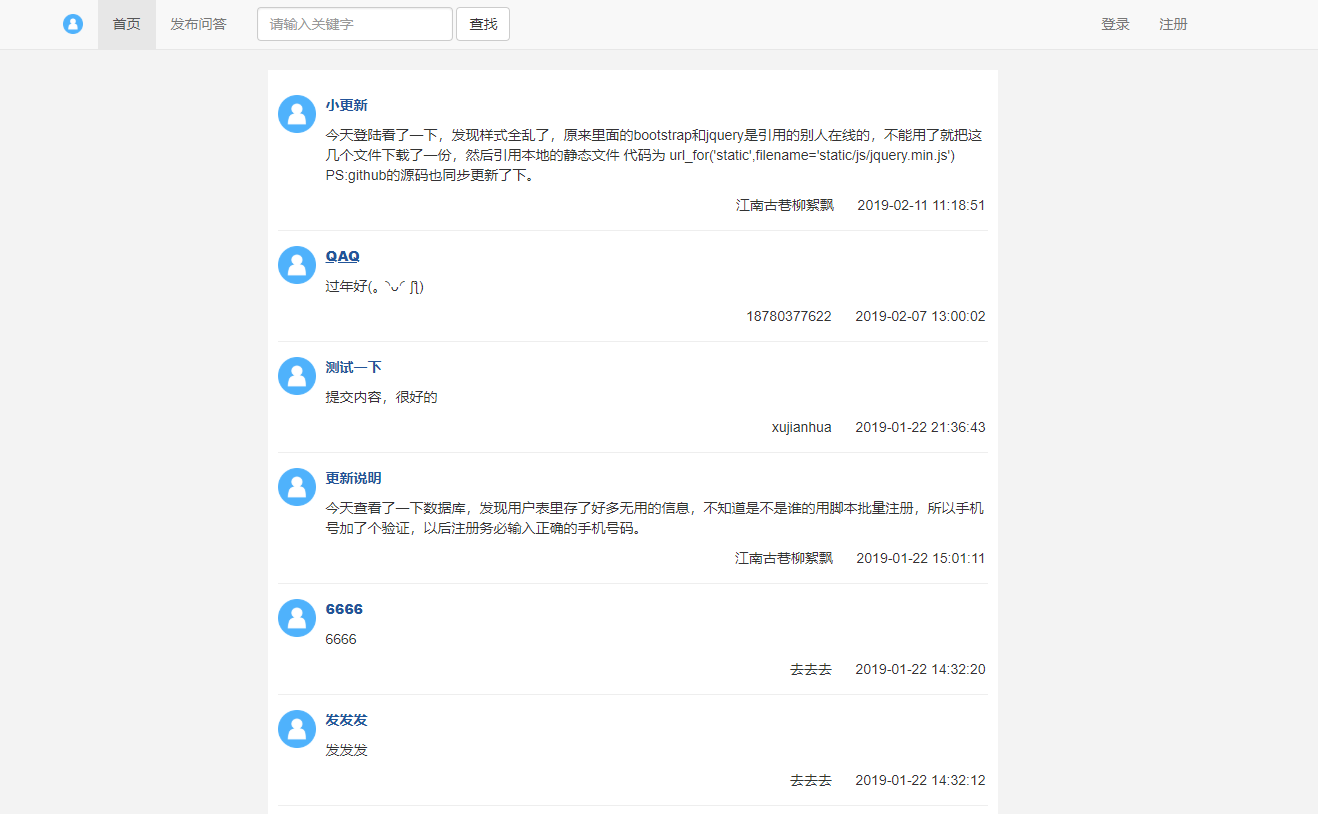 首页 发布问答 请输入关键字 查找 登录 注册
小更新
今天登陆看了一下，发现样式全乱了，原来里面的bootstrap和jquery是引用的别人在线的，不能用了就把这
几个文件下载了一份，然后引用本地的静态文件 代码为 url_for('static',filename='static/js/jquery.min.js')
PS:github的源码也同步更新了下。
江南古巷柳絮飘 2019-02-11 11:18:51
QAQ
过年好(。◝ᴗ◜ ʃƪ)
18780377622 2019-02-07 13:00:02
测试一下
提交内容，很好的
xujianhua 2019-01-22 21:36:43
更新说明
今天查看了一下数据库，发现用户表里存了好多无用的信息，不知道是不是谁的用脚本批量注册，所以手机
号加了个验证，以后注册务必输入正确的手机号码。
江南古巷柳絮飘 2019-01-22 15:01:11
6666
6666
去去去 2019-01-22 14:32:20
发发发
发发发
去去去 2019-01-22 14:32:12